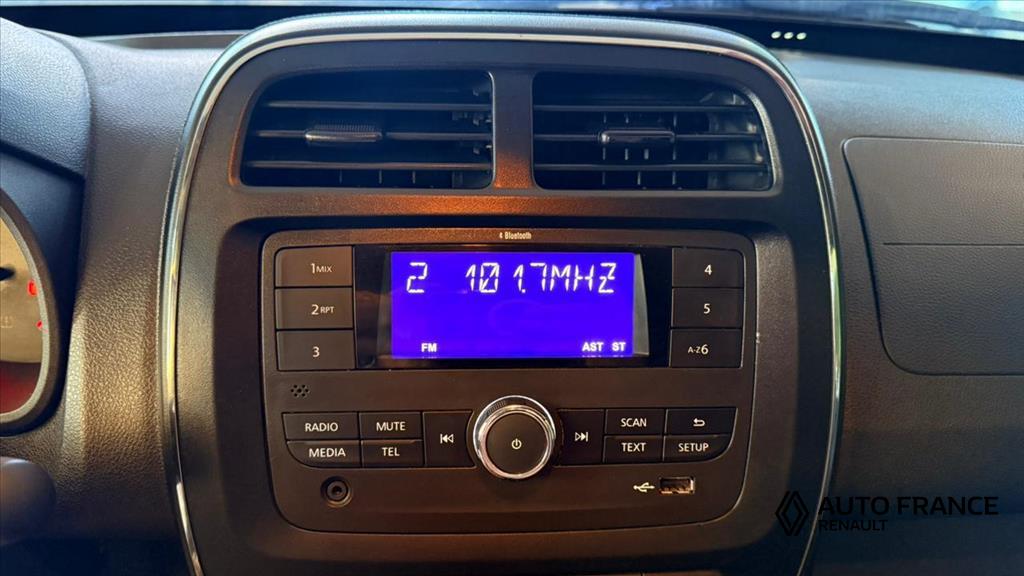 Bluetooth
1MIX
2 101.7MHZ
4
2RPT
5
3
FM AST ST
A-Z6
RADIO MUTE
SCAN
MEDIA TEL
TEXT SETUP
AUTO FRANCE
RENAULT